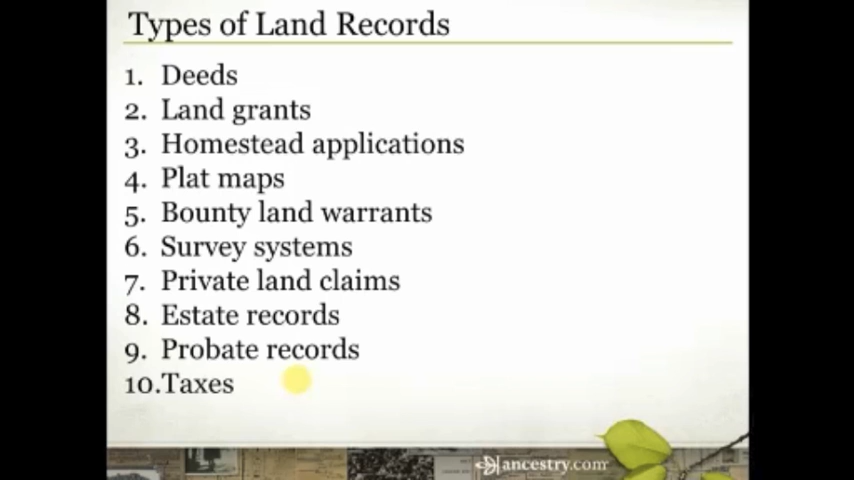 Types of Land Records
1. Deeds
2. Land grants
3. Homestead applications
4. Plat maps
5. Bounty land warrants
6. Survey systems
7. Private land claims
8. Estate records
9. Probate records
10.Taxes
ancestry.com